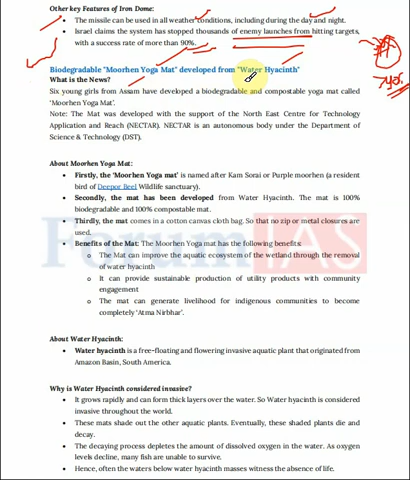 Other key Features of Iron Dome:
• The missile can be used in all weather conditions, including during the day and night.
• Israel claims the system has stopped thousands of enemy launches from hitting targets,
with a success rate of more than 90%.
Biodegradable "Moorhen Yoga Mat" developed from "Water Hyacinth"
What is the News?
Six young girls from Assam have developed a biodegradable and compostable yoga mat called
'Moorhen Yoga Mat'.
Note: The Mat was developed with the support of the North East Centre for Technology
Application and Reach (NECTAR). NECTAR is an autonomous body under the Department of
Science & Technology (DST).
About Moorhen Yoga Mat:
• Firstly, the 'Moorhen Yoga mat' is named after Kam Sorai or Purple moorhen (a resident
bird of Deepor Beel Wildlife sanctuary).
• Secondly, the mat has been developed from Water Hyacinth. The mat is 100%
biodegradable and 100% compostable mat.
• Thirdly, the mat comes in a cotton canvas cloth bag. So that no zip or metal closures are
used.
• Benefits of the Mat: The Moorhen Yoga mat has the following benefits:
o The Mat can improve the aquatic ecosystem of the wetland through the removal
of water hyacinth
o It can provide sustainable production of utility products with community
engagement
o The mat can generate livelihood for indigenous communities to become
completely 'Atma Nirbhar'.
ForumIAS
About Water Hyacinth:
• Water hyacinth is a free-floating and flowering invasive aquatic plant that originated from
Amazon Basin, South America.
Why is Water Hyacinth considered invasive?
• It grows rapidly and can form thick layers over the water. So Water Hyacinth is considered
invasive throughout the world.
• These mats shade out the other aquatic plants. Eventually, these shaded plants die and
decay.
• The decaying process depletes the amount of dissolved oxygen in the water. As oxygen
levels decline, many fish are unable to survive.
• Hence, often the waters below water hyacinth masses witness the absence of life.